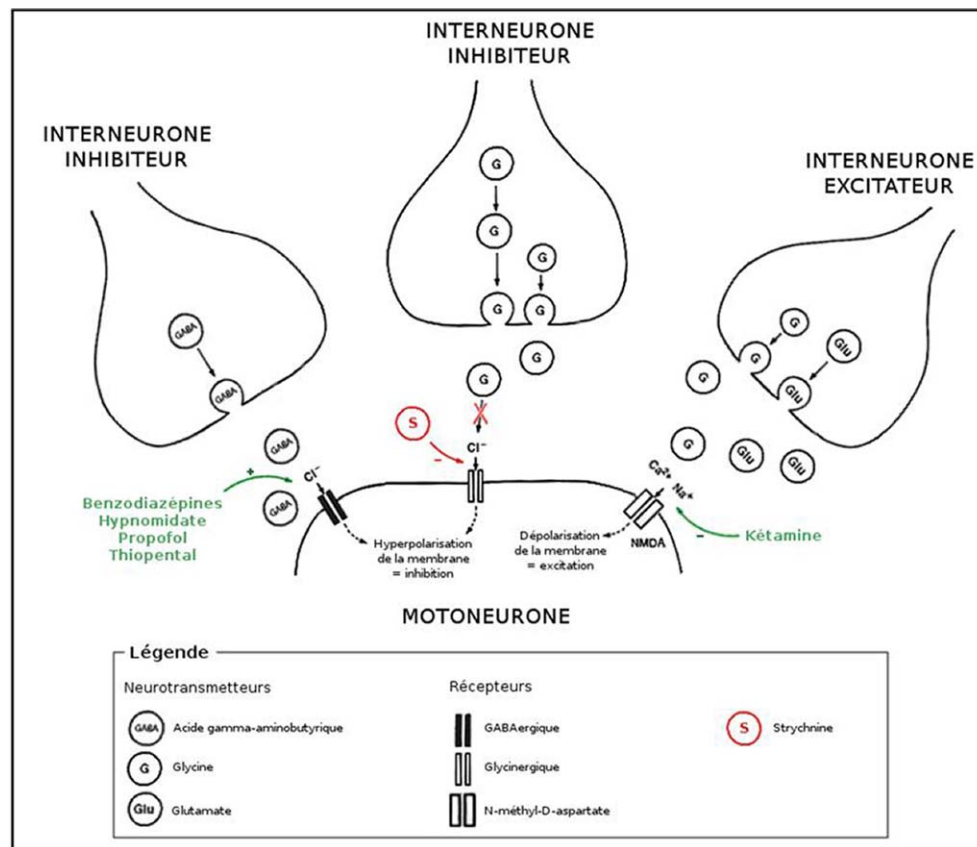 INTERNEURONE
INHIBITEUR
INTERNEURONE
INHIBITEUR
INTERNEURONE
EXCITATEUR
G
G
G
G
G
G
G
GABA
GABA
G
G
Glu
Glu
G
G
Glu
Glu
S
Cl⁻
-
GABA
GABA
Cl⁻
+
Benzodiazépines
Hypnomidate
Propofol
Thiopental
Ca²⁺
Na⁺
NMDA
-
Kétamine
Hyperpolarisation
de la membrane
= inhibition
Dépolarisation
de la membrane
= excitation
MOTONEURONE
Légende
Neurotransmetteurs
GABA Acide gamma-aminobutyrique
G Glycine
Glu Glutamate
Récepteurs
GABAergique
Glycinergique
N-méthyl-D-aspartate
S Strychnine